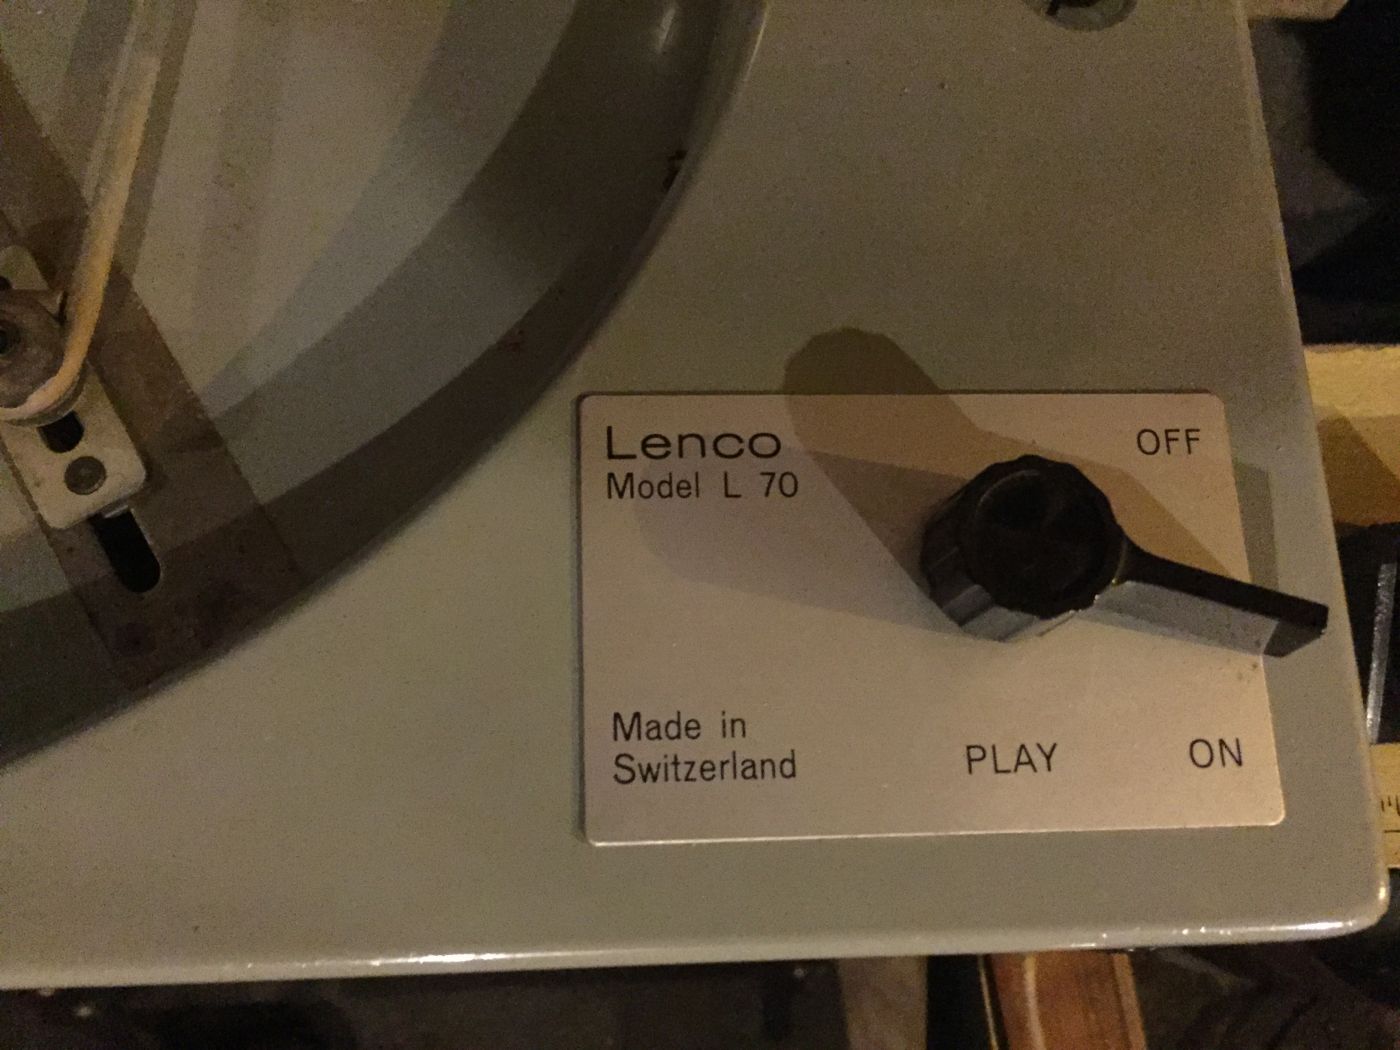 Lenco
Model L 70
OFF
Made in
Switzerland
PLAY
ON